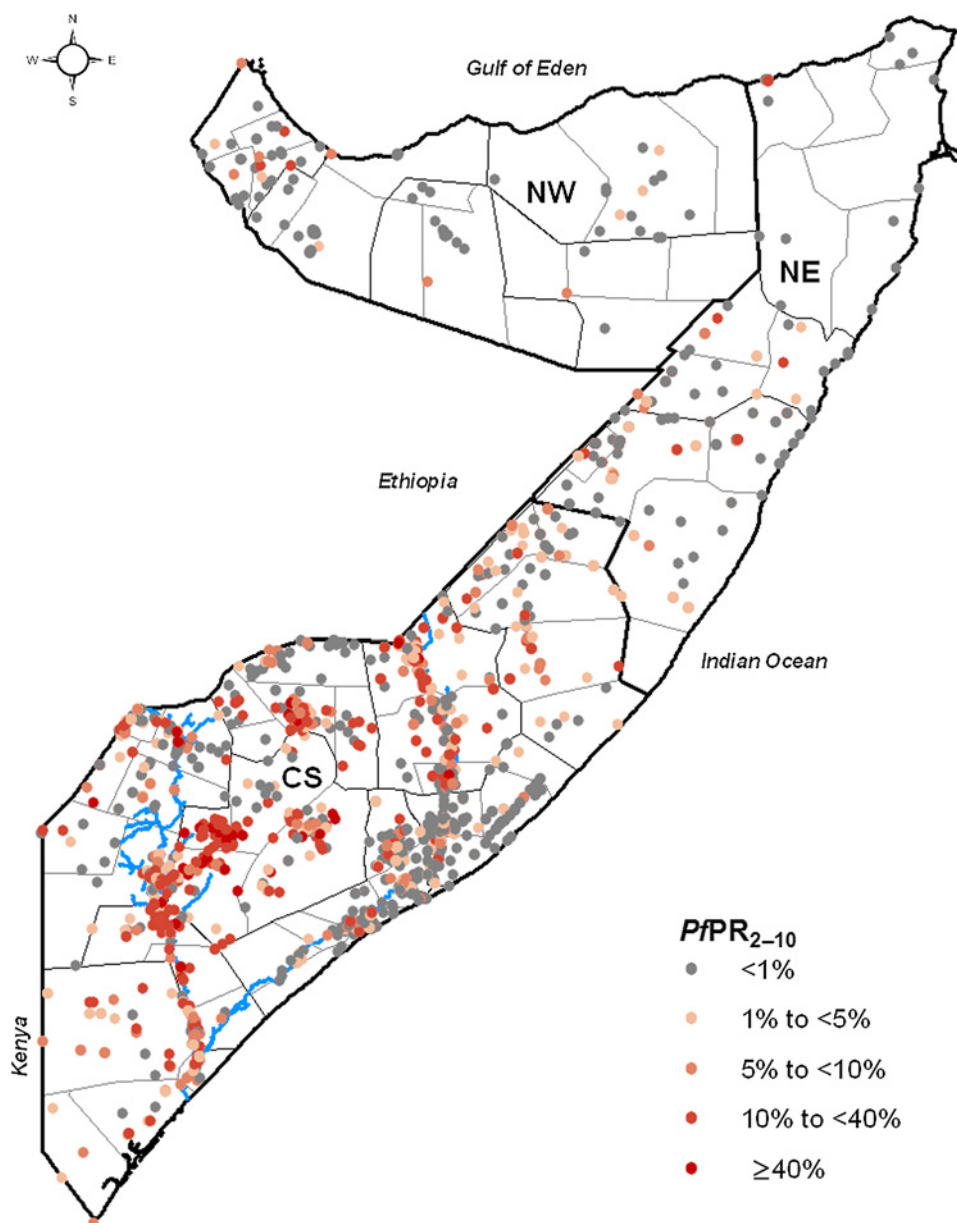 N
W E
S
Gulf of Eden
NW
NE
Ethiopia
Indian Ocean
CS
Kenya
PfPR2–10
<1%
1% to <5%
5% to <10%
10% to <40%
≥40%